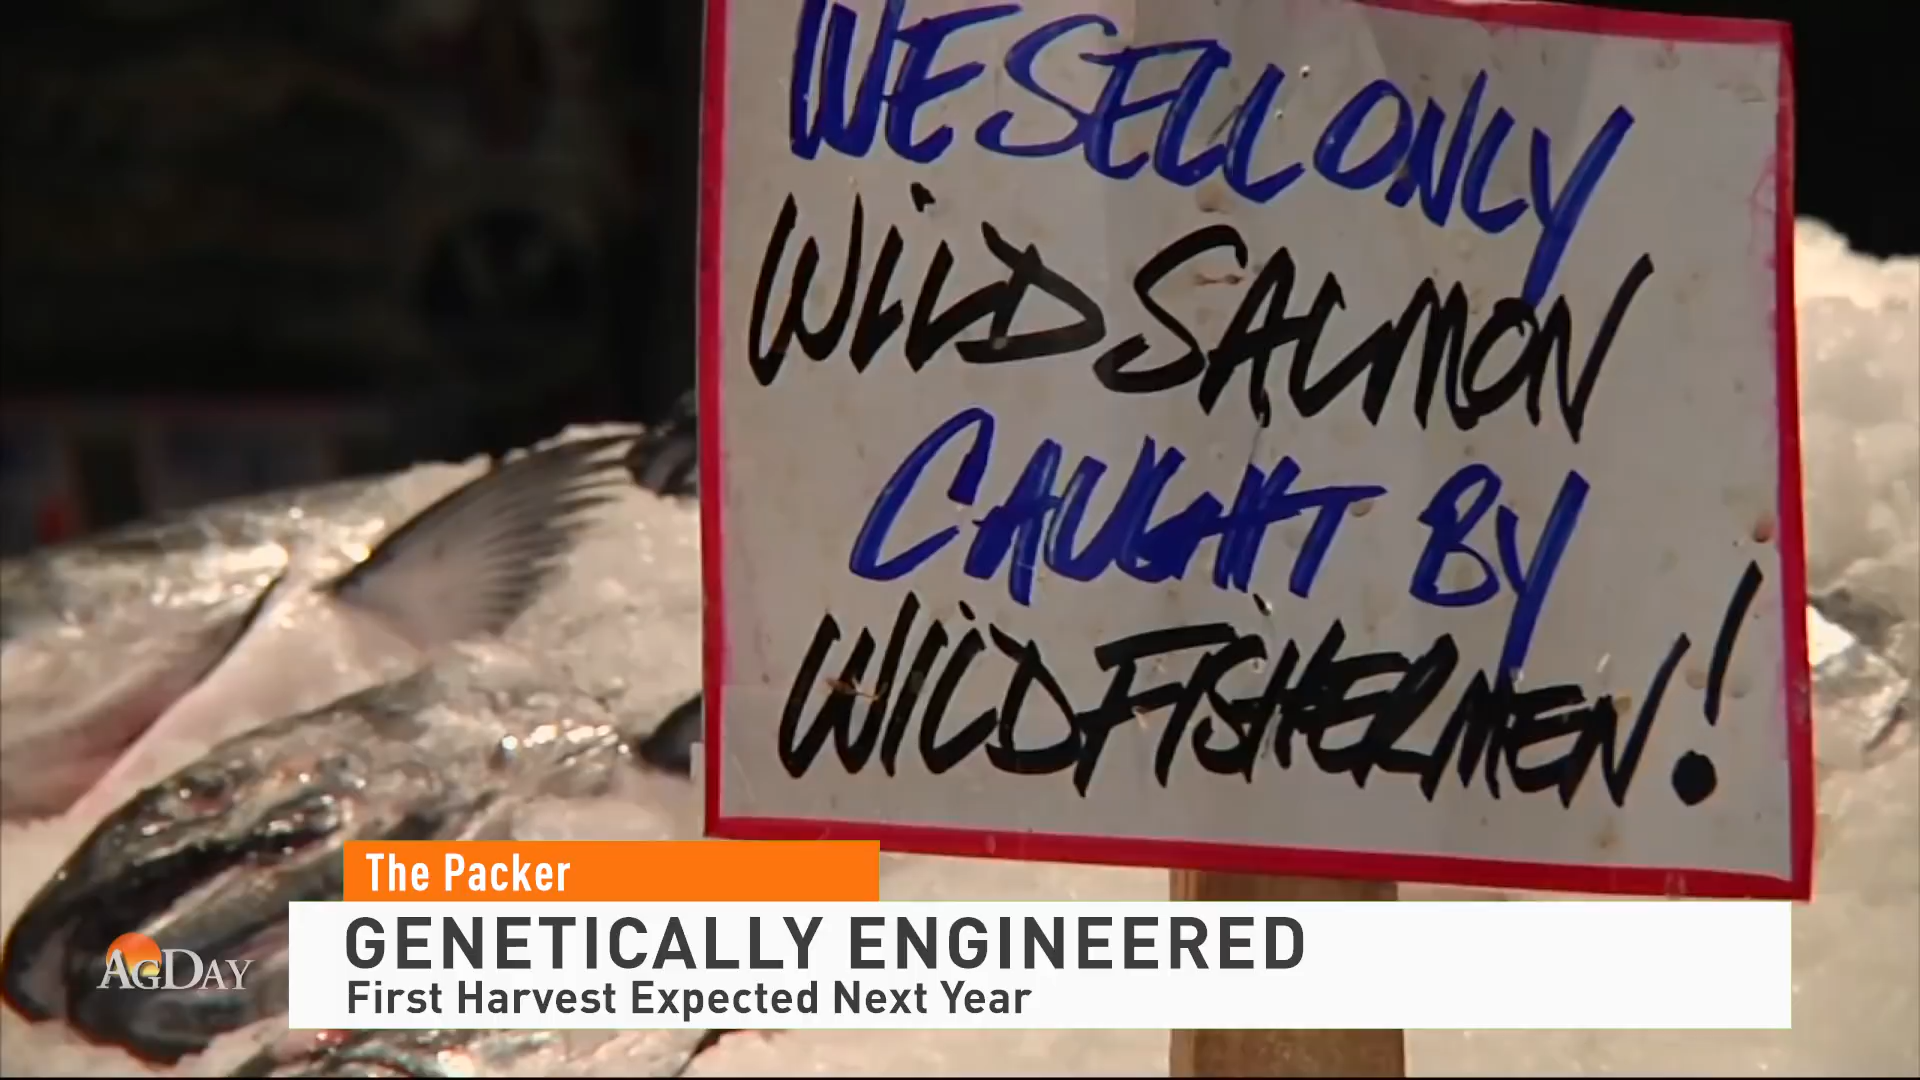 WE SELL ONLY
WiLD SALMON
CAUGHT BY
WiLD FISHERMEN!
The Packer
GENETICALLY ENGINEERED
First Harvest Expected Next Year
AGDAY